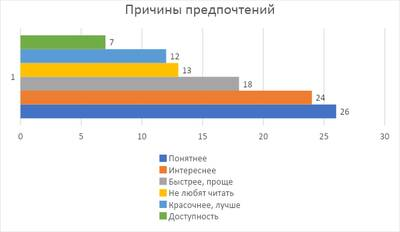 Причины предпочтений
7
12
13
1
18
24
26
0 5 10 15 20 25 30
Понятнее
Интереснее
Быстрее, проще
Не любят читать
Красочнее, лучше
Доступность